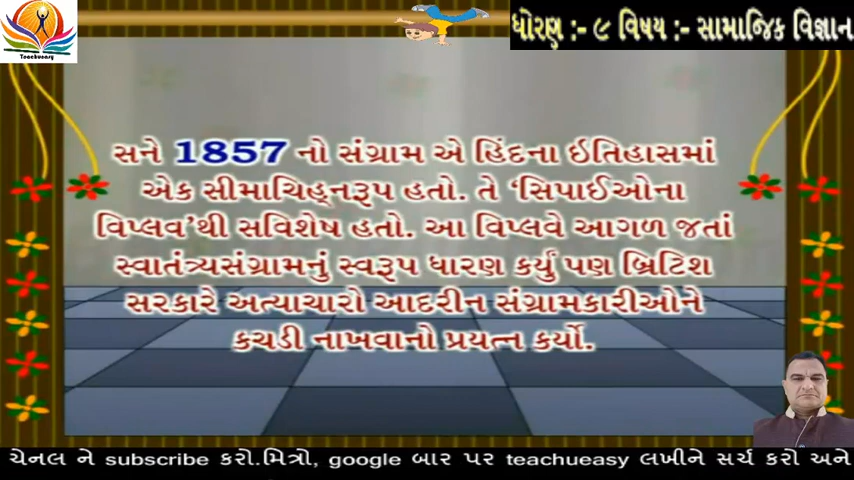 Teachueasy
ધોરણ :- ૯ વિષય :- સામાજિક વિજ્ઞાન
સને 1857 નો સંગ્રામ એ હિંદના ઇતિહાસમાં
એક સીમાચિહ્નરૂપ હતો. તે ‘સિપાઈઓના
વિપ્લવ’થી સવિશેષ હતો. આ વિપ્લવે આગળ જતાં
સ્વાતંત્ર્યસંગ્રામનું સ્વરૂપ ધારણ કર્યું પણ બ્રિટિશ
સરકારે અત્યાચારો આદરીન સંગ્રામકારીઓને
કચડી નાખવાનો પ્રયત્ન કર્યો.
ચેનલ ને subscribe કરો.મિત્રો, google બાર પર teachueasy લખીને સર્ચ કરો અને